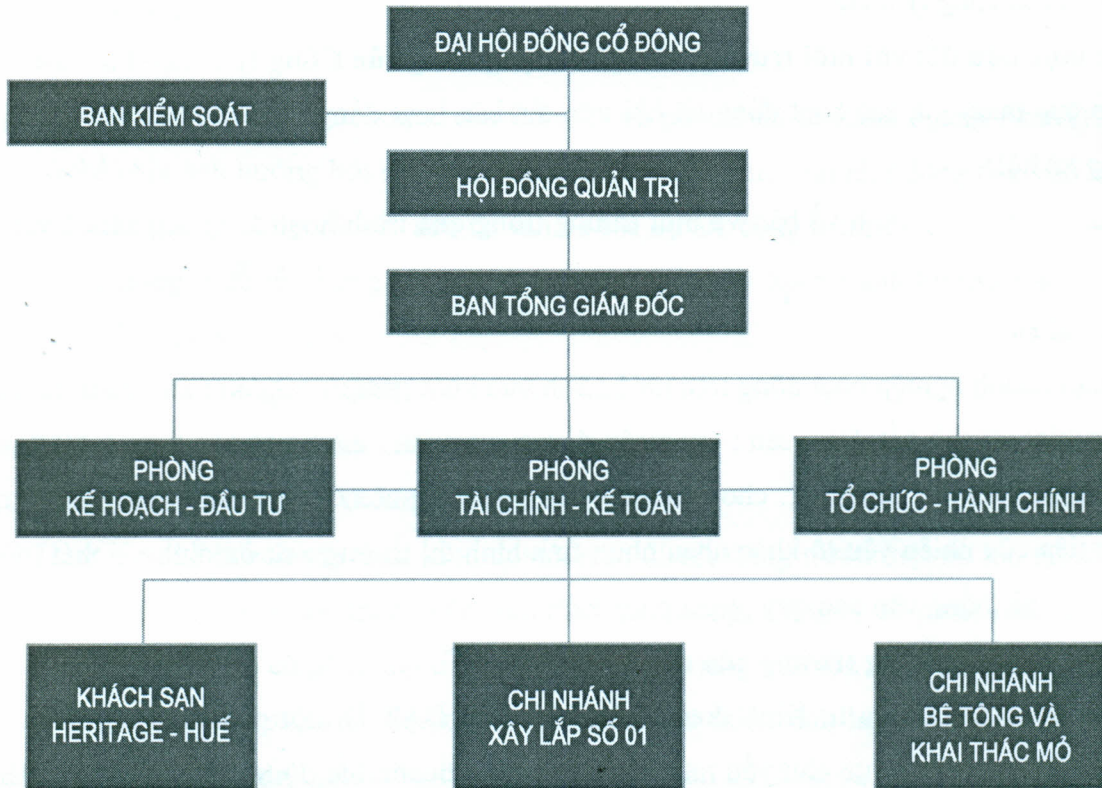 ĐẠI HỘI ĐỒNG CỔ ĐÔNG
BAN KIỂM SOÁT
HỘI ĐỒNG QUẢN TRỊ
BAN TỔNG GIÁM ĐỐC
PHÒNG
KẾ HOẠCH - ĐẦU TƯ
PHÒNG
TÀI CHÍNH - KẾ TOÁN
PHÒNG
TỔ CHỨC - HÀNH CHÍNH
KHÁCH SẠN
HERITAGE - HUẾ
CHI NHÁNH
XÂY LẮP SỐ 01
CHI NHÁNH
BÊ TÔNG VÀ
KHAI THÁC MỎ